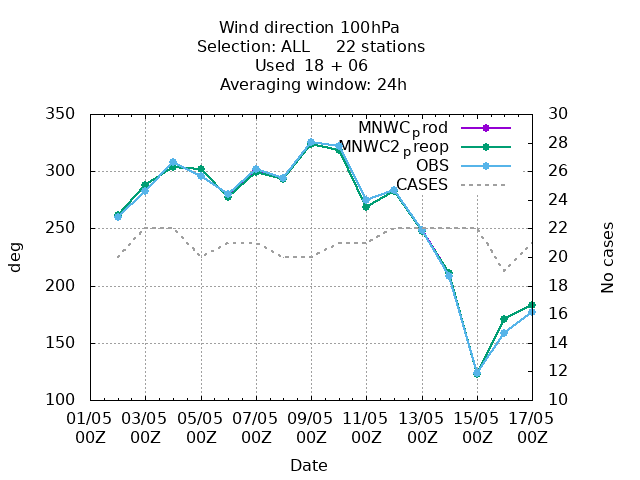 Wind direction 100hPa
Selection: ALL 22 stations
Used 18 + 06
Averaging window: 24h
350
300
250
200
150
100
deg
30
28
26
24
22
20
18
16
14
12
10
No cases
MNWCprod
MNWC2preop
OBS
CASES
01/05 03/05 05/05 07/05 09/05 11/05 13/05 15/05 17/05
00Z 00Z 00Z 00Z 00Z 00Z 00Z 00Z 00Z
Date